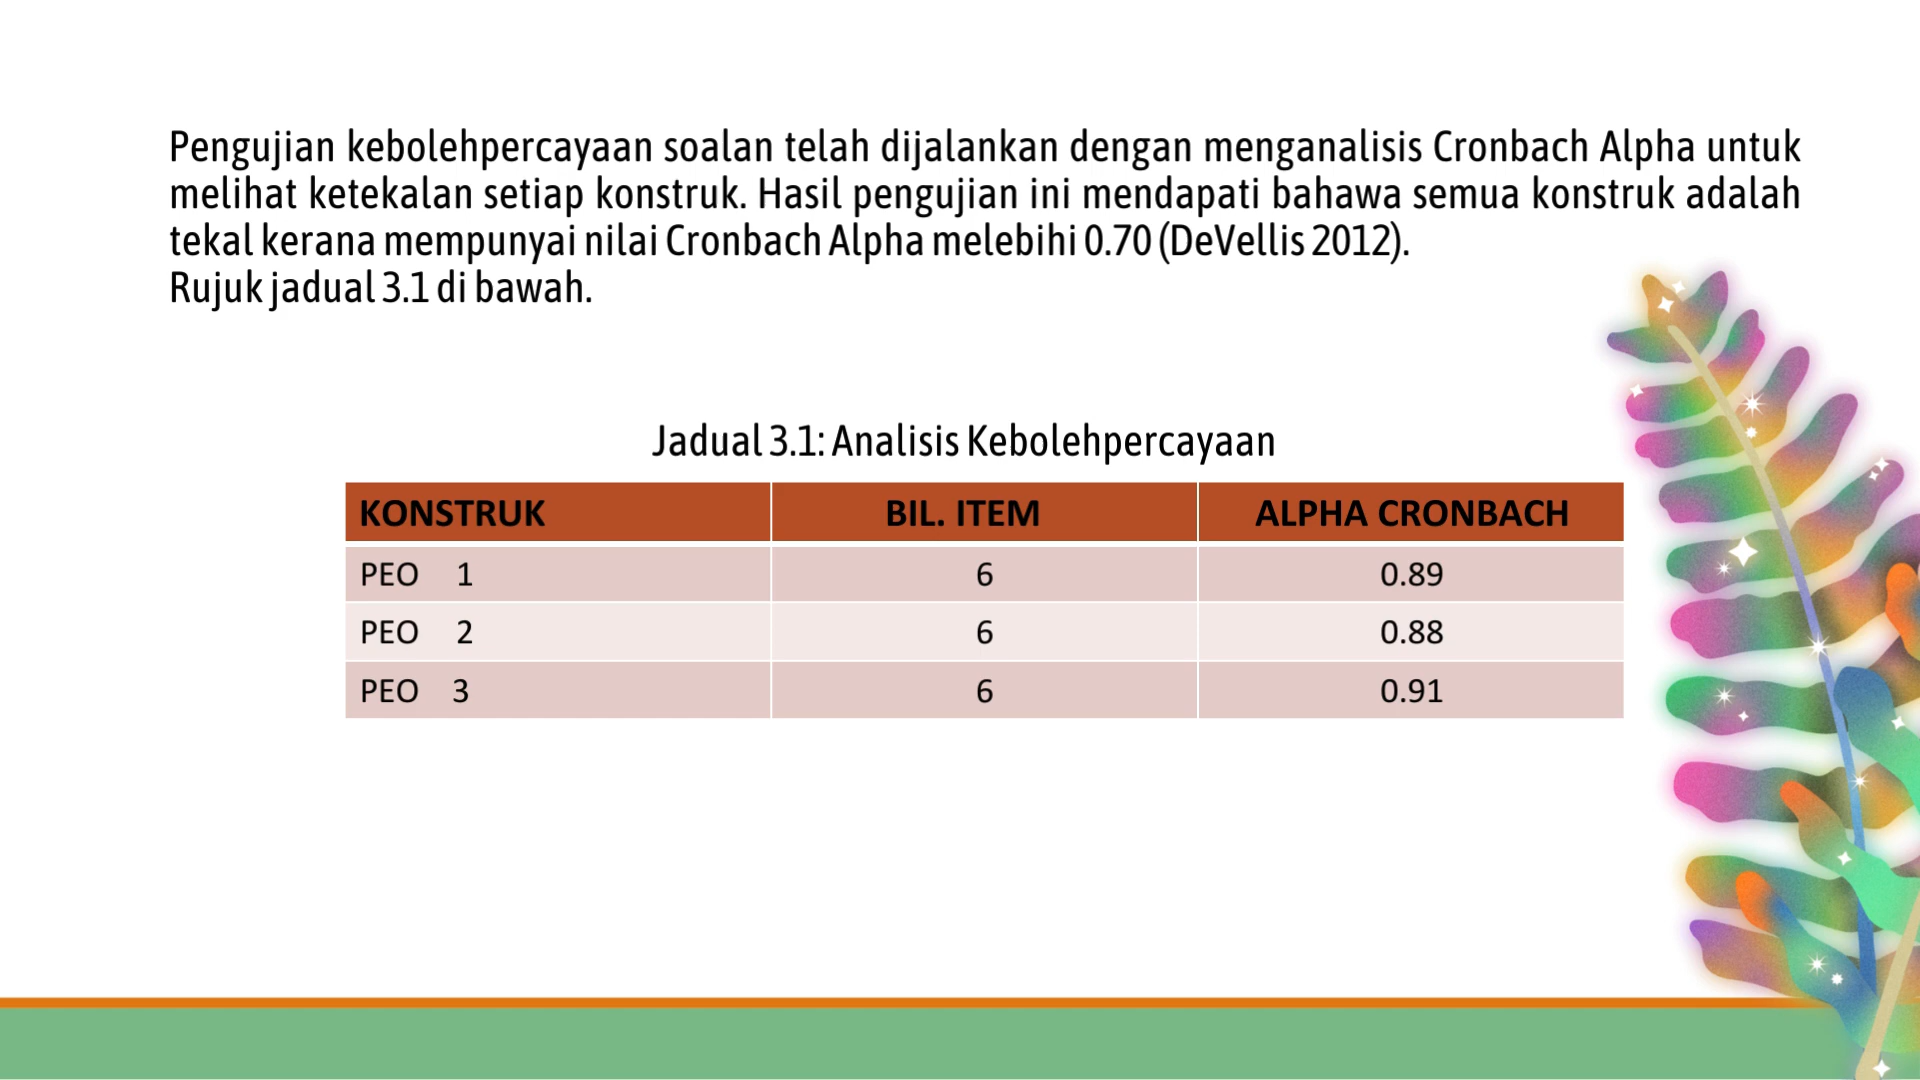 Pengujian kebolehpercayaan soalan telah dijalankan dengan menganalisis Cronbach Alpha untuk
melihat ketekalan setiap konstruk. Hasil pengujian ini mendapati bahawa semua konstruk adalah
tekal kerana mempunyai nilai Cronbach Alpha melebihi 0.70 (DeVellis 2012).
Rujuk jadual 3.1 di bawah.
Jadual 3.1: Analisis Kebolehpercayaan
KONSTRUK BIL. ITEM ALPHA CRONBACH
PEO 1 6 0.89
PEO 2 6 0.88
PEO 3 6 0.91